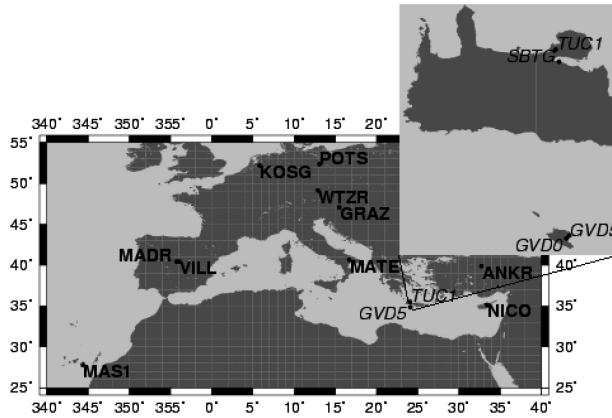 TUC1
SBTG
GVD5
GVD0
340° 345° 350° 355° 0° 5° 10° 15° 20°
55° 50° 45° 40° 35° 30° 25°
POTS
KOSG
WTZR
GRAZ
MADR
VILL
MATE
ANKR
TUC1
GVD5
NICO
MAS1
40° 35° 30° 25°
340° 345° 350° 355° 0° 5° 10° 15° 20° 25° 30° 35° 40°